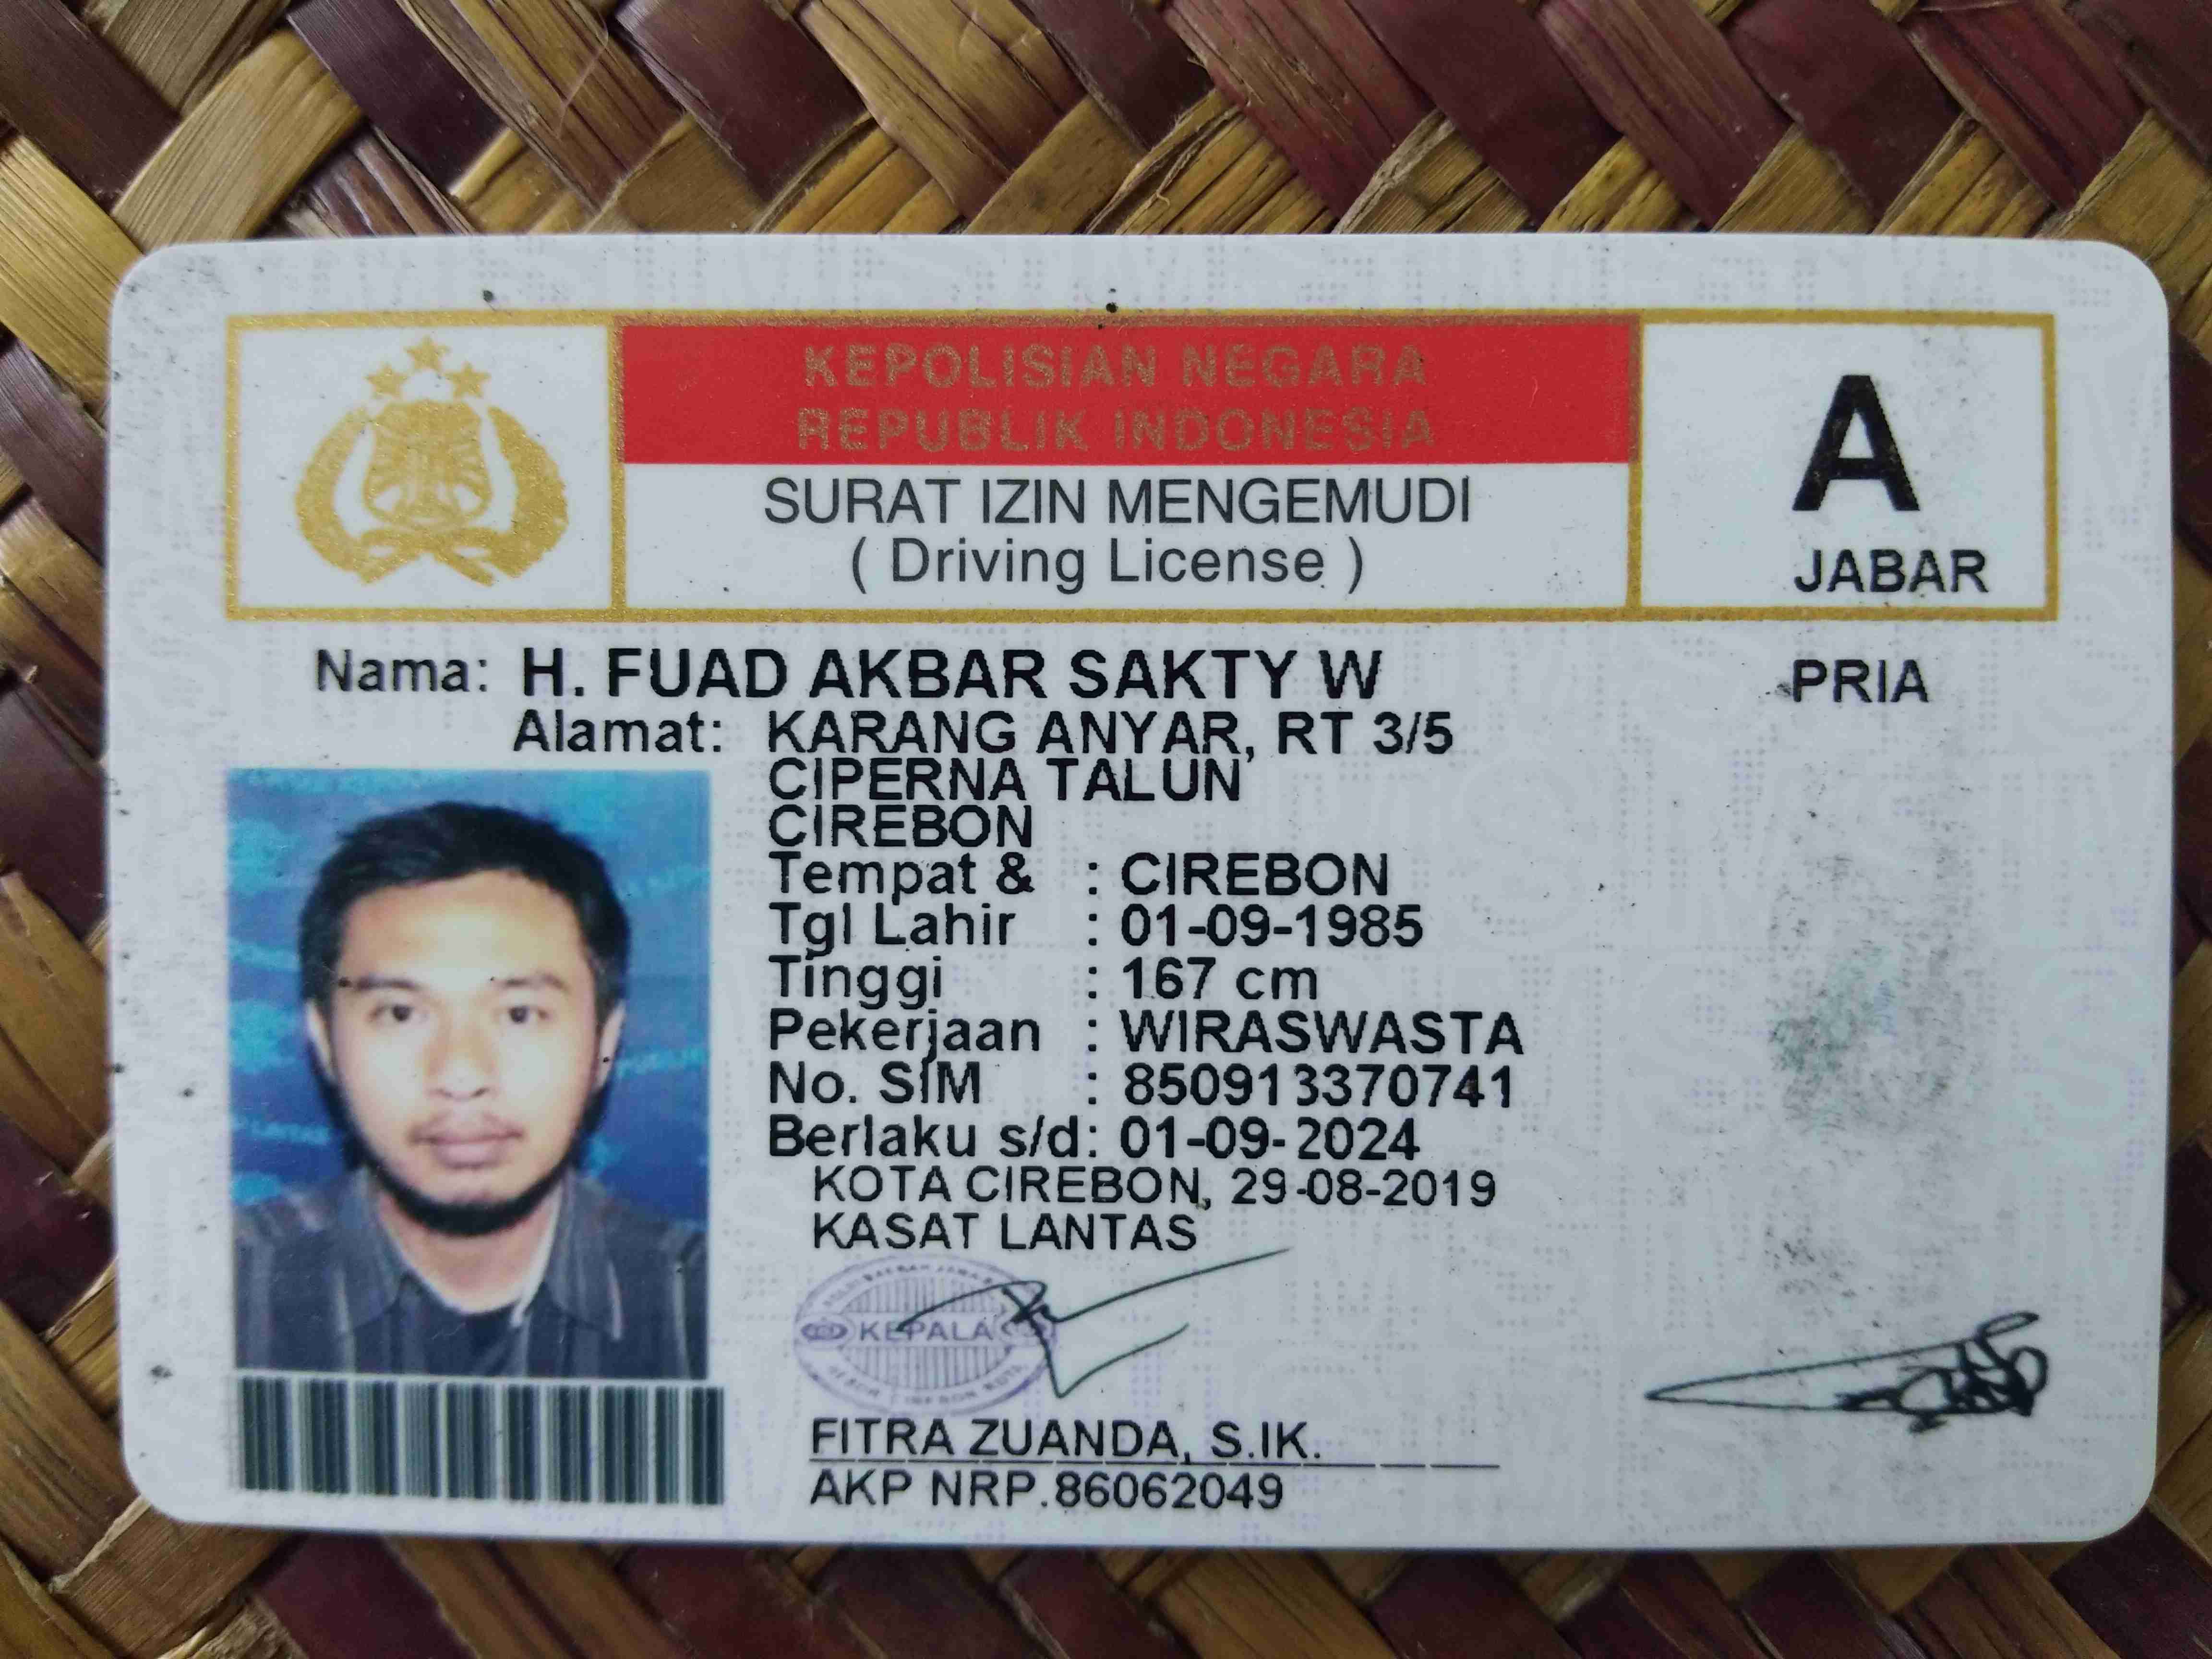 KEPOLISIAN NEGARA
REPUBLIK INDONESIA
SURAT IZIN MENGEMUDI
( Driving License )
A
JABAR
Nama: H. FUAD AKBAR SAKTY W
PRIA
Alamat: KARANG ANYAR, RT 3/5
CIPERNA TALUN
CIREBON
Tempat & : CIREBON
Tgl Lahir : 01-09-1985
Tinggi : 167 cm
Pekerjaan : WIRASWASTA
No. SIM : 850913370741
Berlaku s/d: 01-09-2024
KOTA CIREBON, 29-08-2019
KASAT LANTAS
KEPALA
FITRA ZUANDA, S.IK.
AKP NRP.86062049